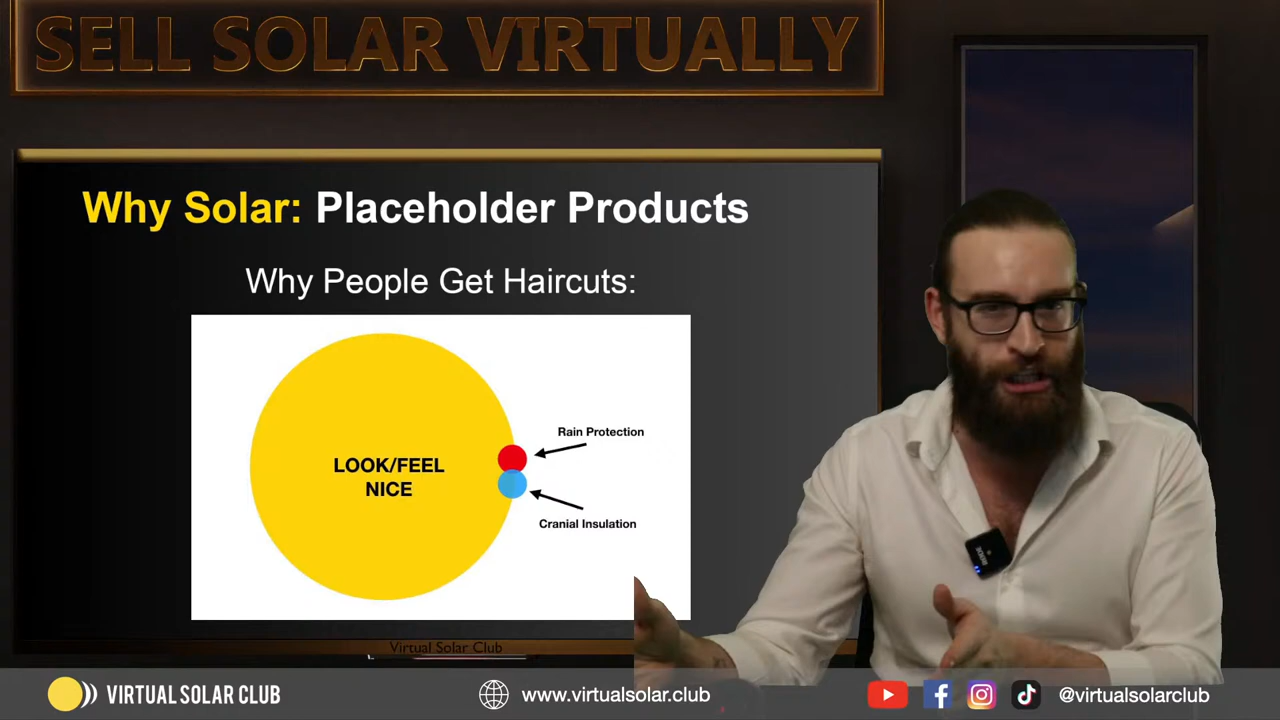 SELL SOLAR VIRTUALLY
Why Solar: Placeholder Products
Why People Get Haircuts:
Rain Protection
LOOK/FEEL
NICE
Cranial Insulation
Virtual Solar Club
VIRTUAL SOLAR CLUB
www.virtualsolar.club
@virtualsolarclub